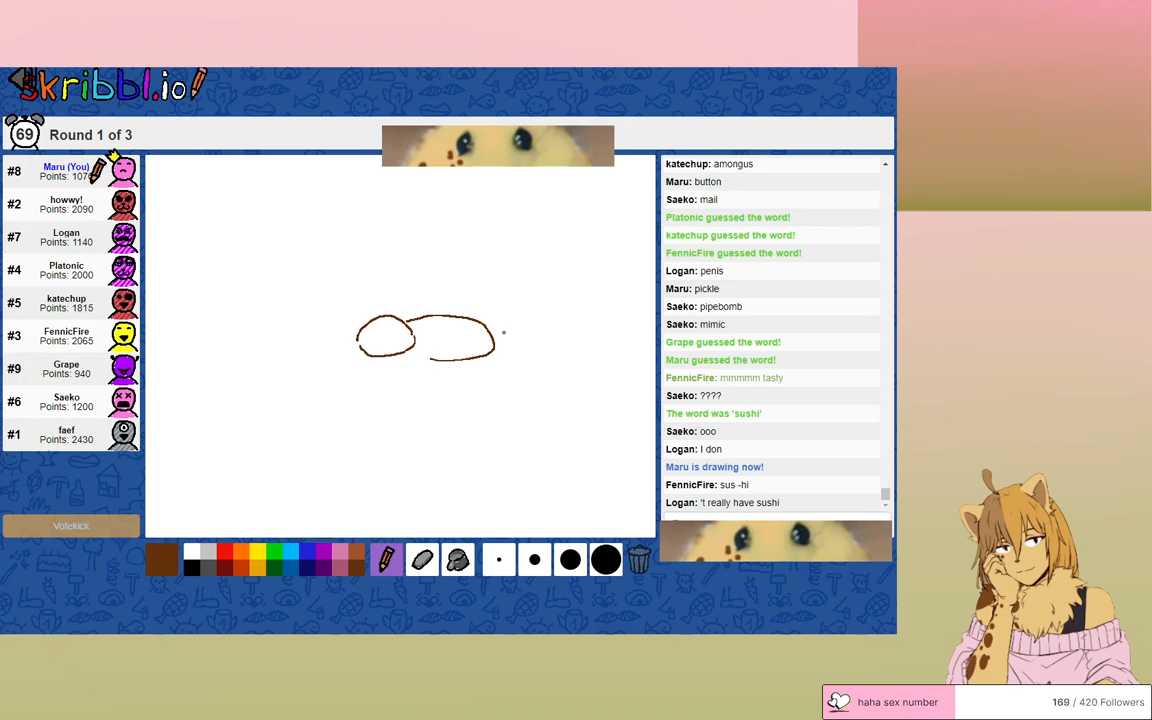 skribbl.io
69 Round 1 of 3
#8 Maru (You)
Points: 1070
#2 howwy!
Points: 2090
#7 Logan
Points: 1140
#4 Platonic
Points: 2000
#5 katechup
Points: 1815
#3 FennicFire
Points: 2065
#9 Grape
Points: 940
#6 Saeko
Points: 1200
#1 faef
Points: 2430
Votekick
katechup: amongus
Maru: button
Saeko: mail
Platonic guessed the word!
katechup guessed the word!
FennicFire guessed the word!
Logan: penis
Maru: pickle
Saeko: pipebomb
Saeko: mimic
Grape guessed the word!
Maru guessed the word!
FennicFire: mmmmm tasty
Saeko: ????
The word was 'sushi'
Saeko: ooo
Logan: I don
Maru is drawing now!
FennicFire: sus -hi
Logan: 't really have sushi
haha sex number 169 / 420 Followers